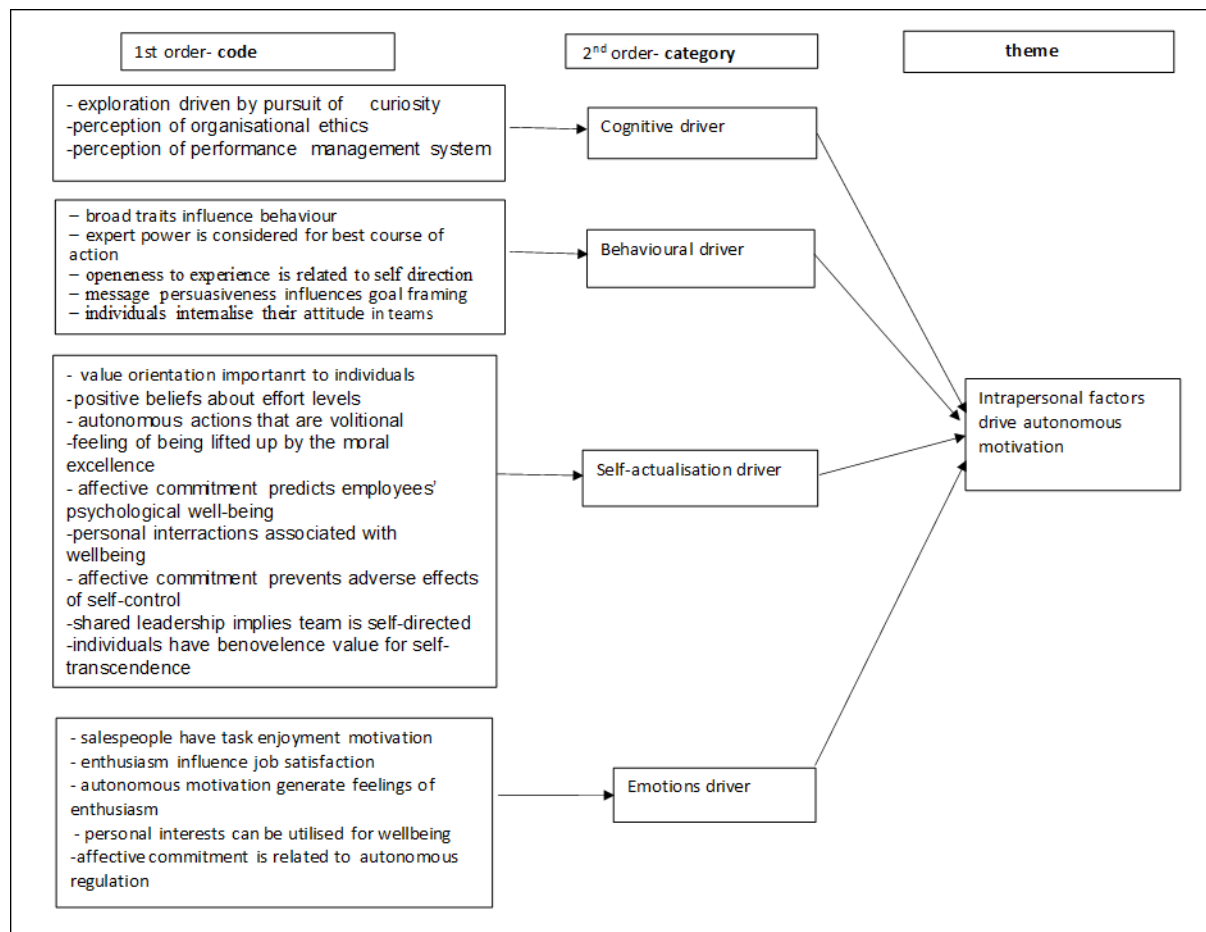 1st order- code
2nd order- category
theme
- exploration driven by pursuit of curiosity
-perception of organisational ethics
-perception of performance management system
Cognitive driver
– broad traits influence behaviour
– expert power is considered for best course of
action
– openeness to experience is related to self direction
– message persuasiveness influences goal framing
– individuals internalise their attitude in teams
Behavioural driver
- value orientation importanrt to individuals
-positive beliefs about effort levels
- autonomous actions that are volitional
-feeling of being lifted up by the moral
excellence
- affective commitment predicts employees’
psychological well-being
-personal interractions associated with
wellbeing
- affective commitment prevents adverse effects
of self-control
-shared leadership implies team is self-directed
-individuals have benovelence value for self-
transcendence
Self-actualisation driver
Intrapersonal factors
drive autonomous
motivation
- salespeople have task enjoyment motivation
- enthusiasm influence job satisfaction
- autonomous motivation generate feelings of
enthusiasm
- personal interests can be utilised for wellbeing
-affective commitment is related to autonomous
regulation
Emotions driver